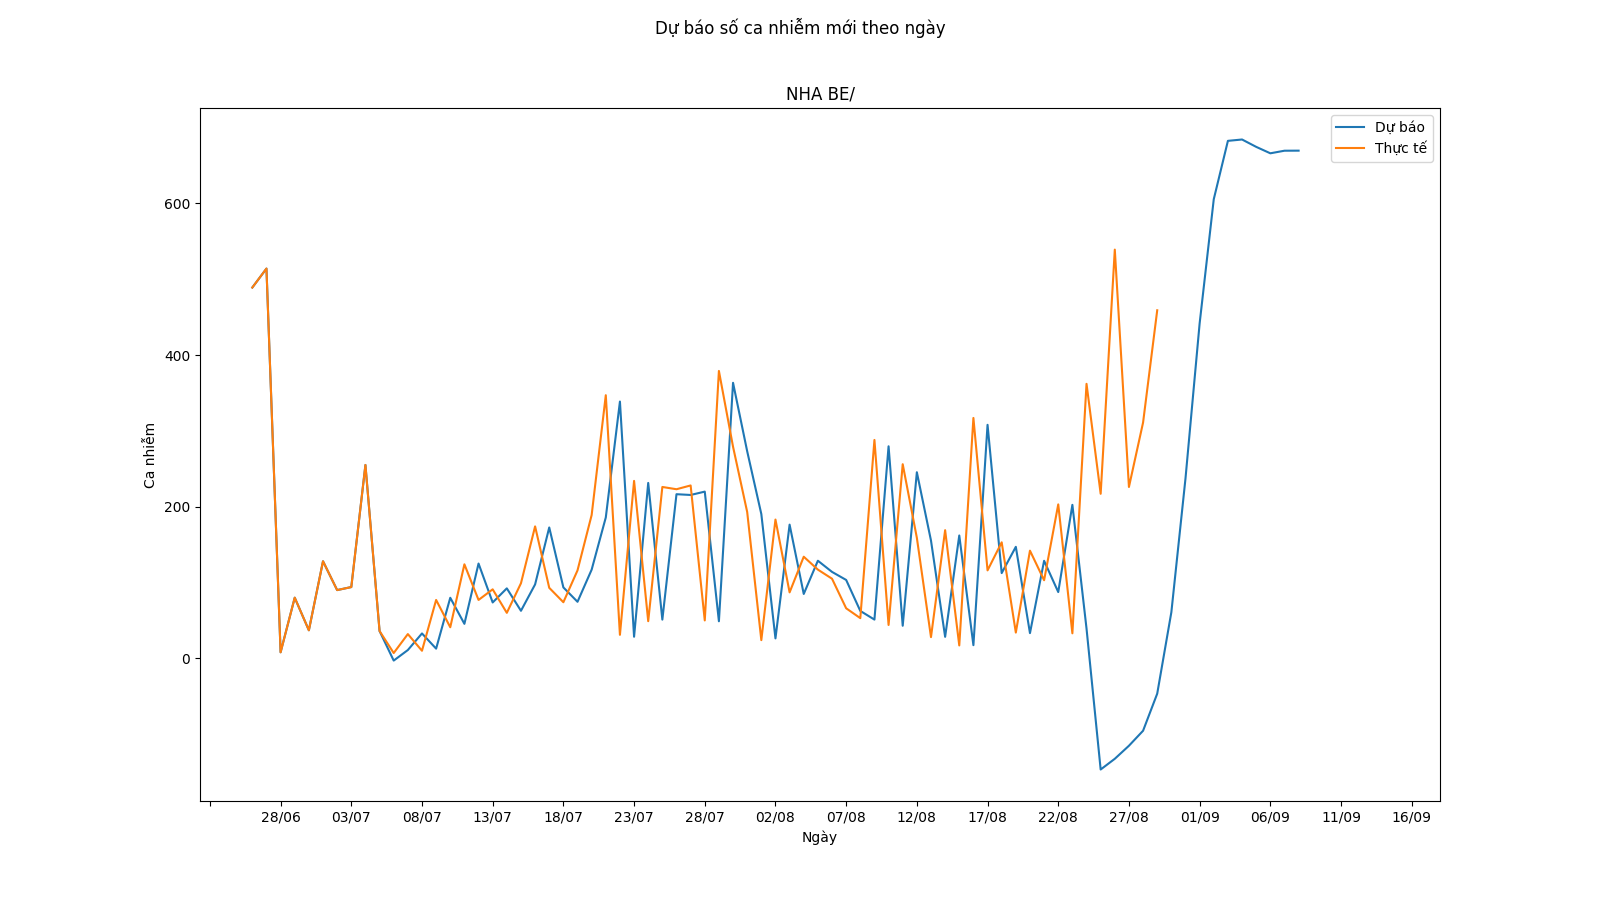 Dự báo số ca nhiễm mới theo ngày
NHA BE/
Dự báo
Thực tế
600
400
200
0
Ca nhiễm
28/06 03/07 08/07 13/07 18/07 23/07 28/07 02/08 07/08 12/08 17/08 22/08 27/08 01/09 06/09 11/09 16/09
Ngày